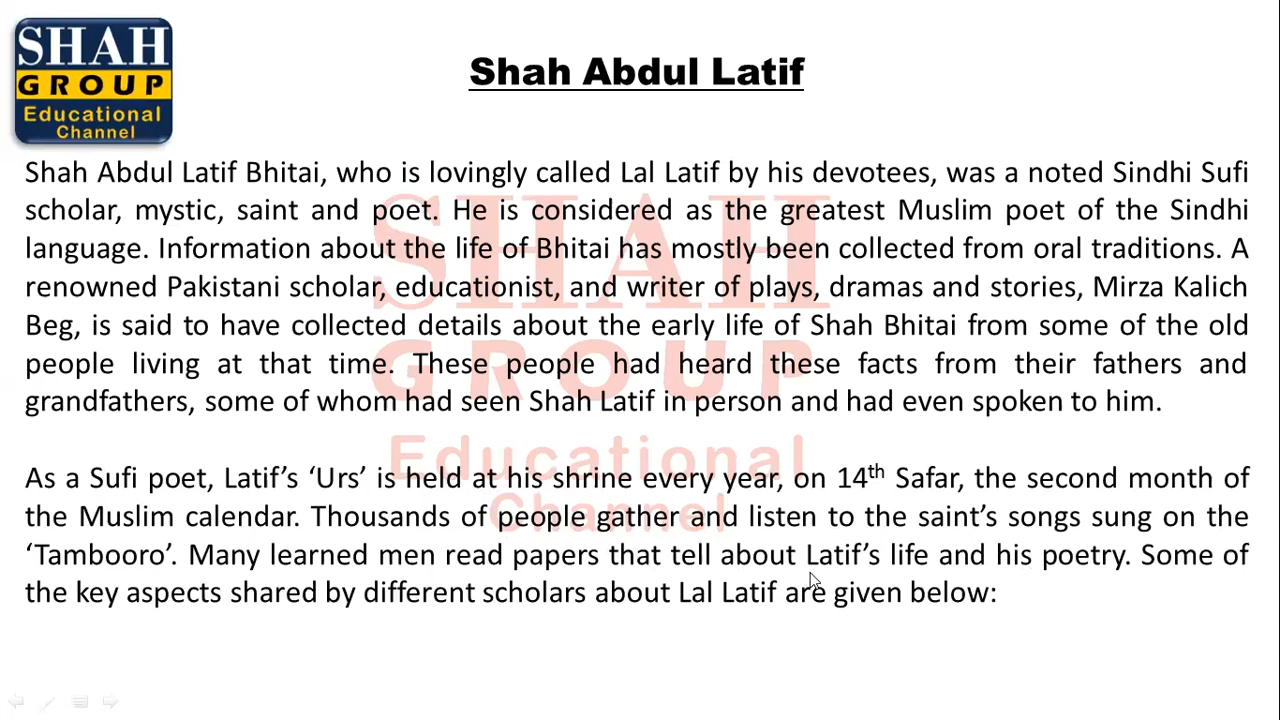 SHAH
GROUP
Educational
Channel
Shah Abdul Latif
Shah Abdul Latif Bhitai, who is lovingly called Lal Latif by his devotees, was a noted Sindhi Sufi
scholar, mystic, saint and poet. He is considered as the greatest Muslim poet of the Sindhi
language. Information about the life of Bhitai has mostly been collected from oral traditions. A
renowned Pakistani scholar, educationist, and writer of plays, dramas and stories, Mirza Kalich
Beg, is said to have collected details about the early life of Shah Bhitai from some of the old
people living at that time. These people had heard these facts from their fathers and
grandfathers, some of whom had seen Shah Latif in person and had even spoken to him.
As a Sufi poet, Latif’s ‘Urs’ is held at his shrine every year, on 14th Safar, the second month of
the Muslim calendar. Thousands of people gather and listen to the saint’s songs sung on the
‘Tambooro’. Many learned men read papers that tell about Latif’s life and his poetry. Some of
the key aspects shared by different scholars about Lal Latif are given below:
SHAH
GROUP
Educational
Channel